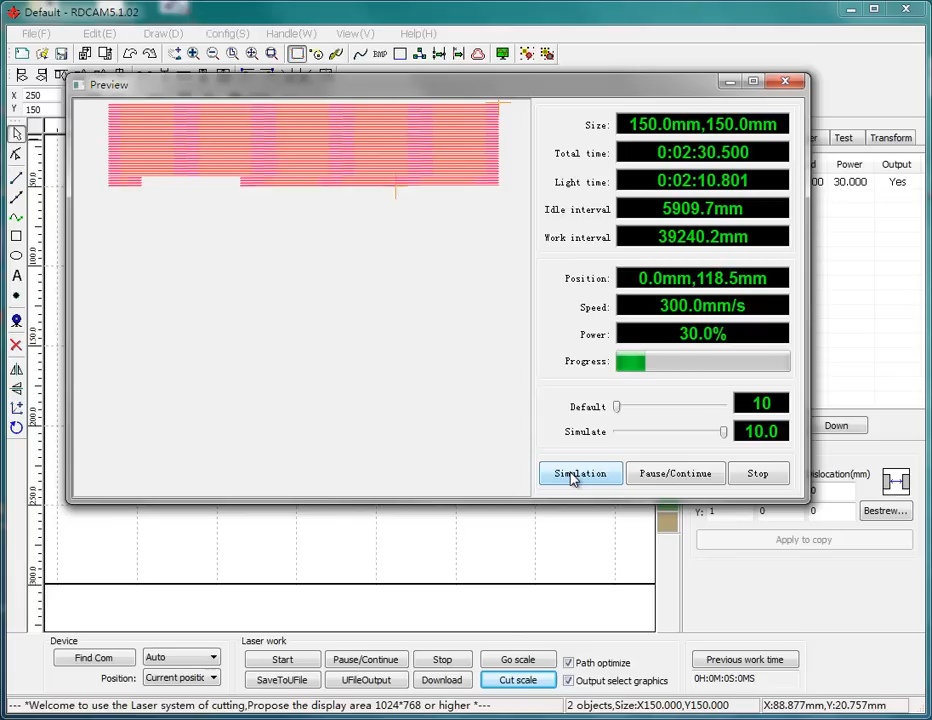 Default - RDCAM5.1.02
File(F) Edit(E) Draw(D) Config(S) Handle(W) View(V) Help(H)
BMP
X 250
Y 150
Preview
Size: 150.0mm,150.0mm
Total time: 0:02:30.500
Light time: 0:02:10.801
Idle interval 5909.7mm
Work interval 39240.2mm
Position: 0.0mm,118.5mm
Speed: 300.0mm/s
Power: 30.0%
Progress:
Default 10
Simulate 10.0
Simulation Pause/Continue Stop
Test Transform
Power Output
30.000 Yes
Down
Y: 1 0 0
Bestrew...
Apply to copy
A
Device
Find Com Auto
Position:
Laser work
Start Pause/Continue Stop Go scale Path optimize
SaveToUFile UFileOutput Download Cut scale Output select graphics
Previous work time
0H:0M:0S:0MS
--- *Welcome to use the Laser system of cutting,Propose the display area 1024*768 or higher *--- 2 objects,Size:X150.000,Y150.000 X:88.877mm,Y:20.757mm